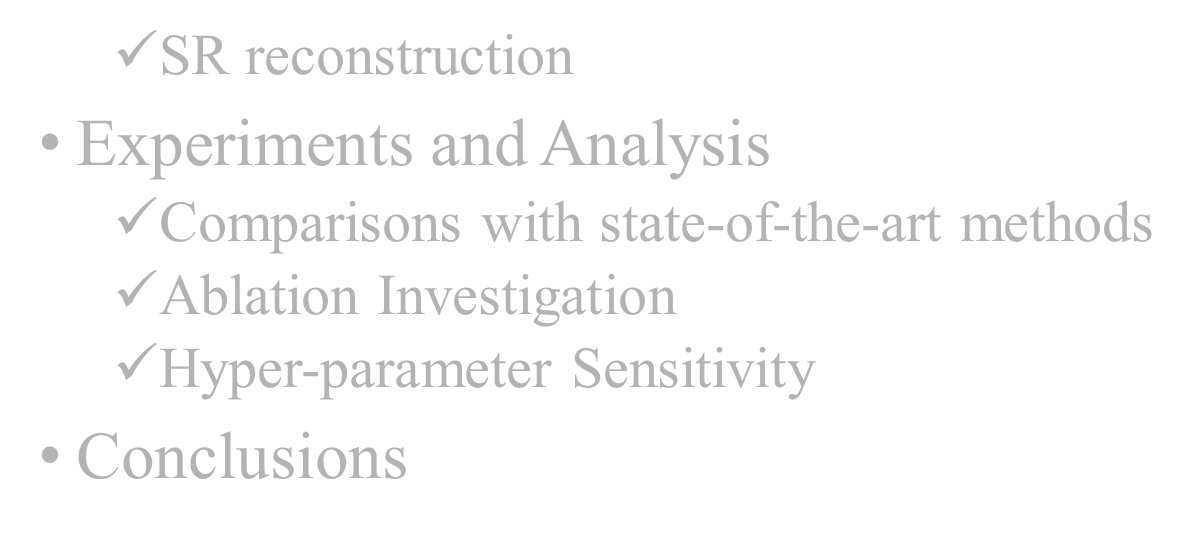 ✓SR reconstruction
• Experiments and Analysis
✓Comparisons with state-of-the-art methods
✓Ablation Investigation
✓Hyper-parameter Sensitivity
• Conclusions